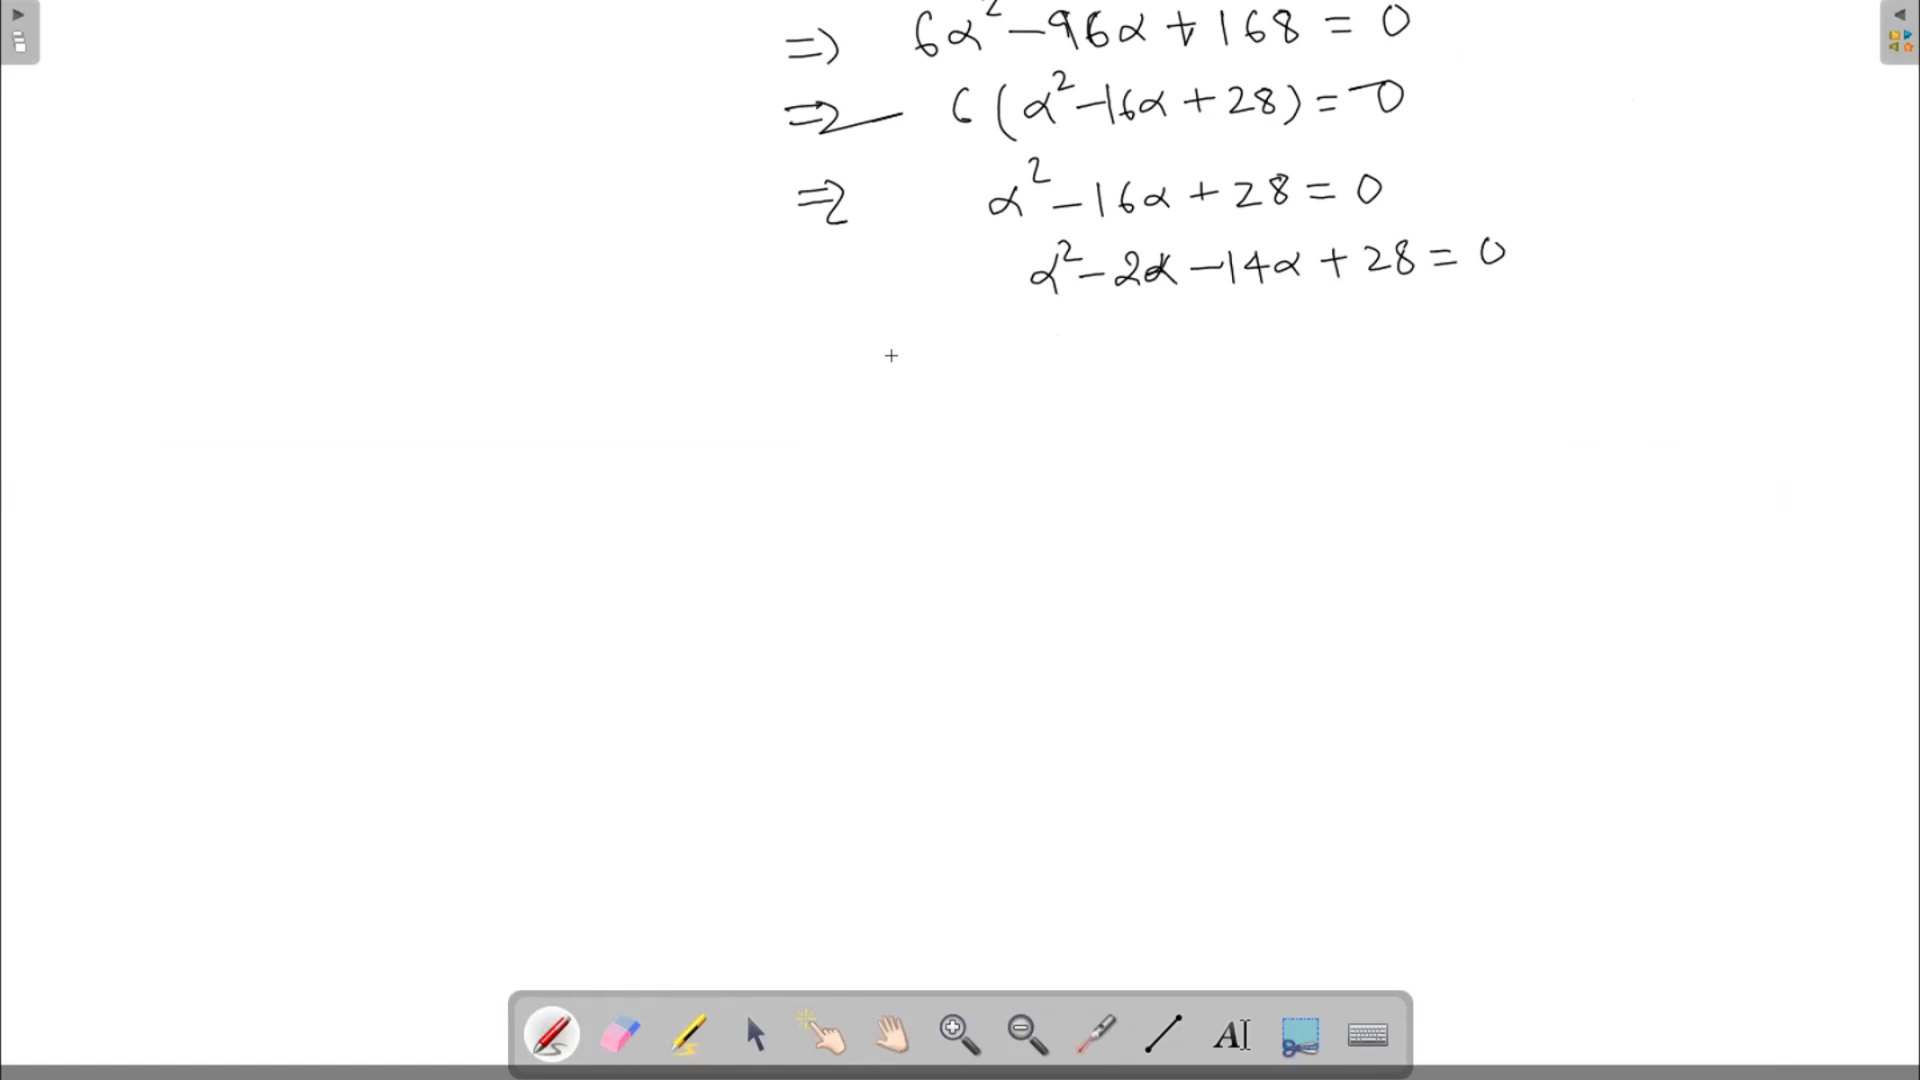 => 6α² - 96α + 168 = 0
=> 6 (α² - 16α + 28) = 0
=> α² - 16α + 28 = 0
α² - 2α - 14α + 28 = 0